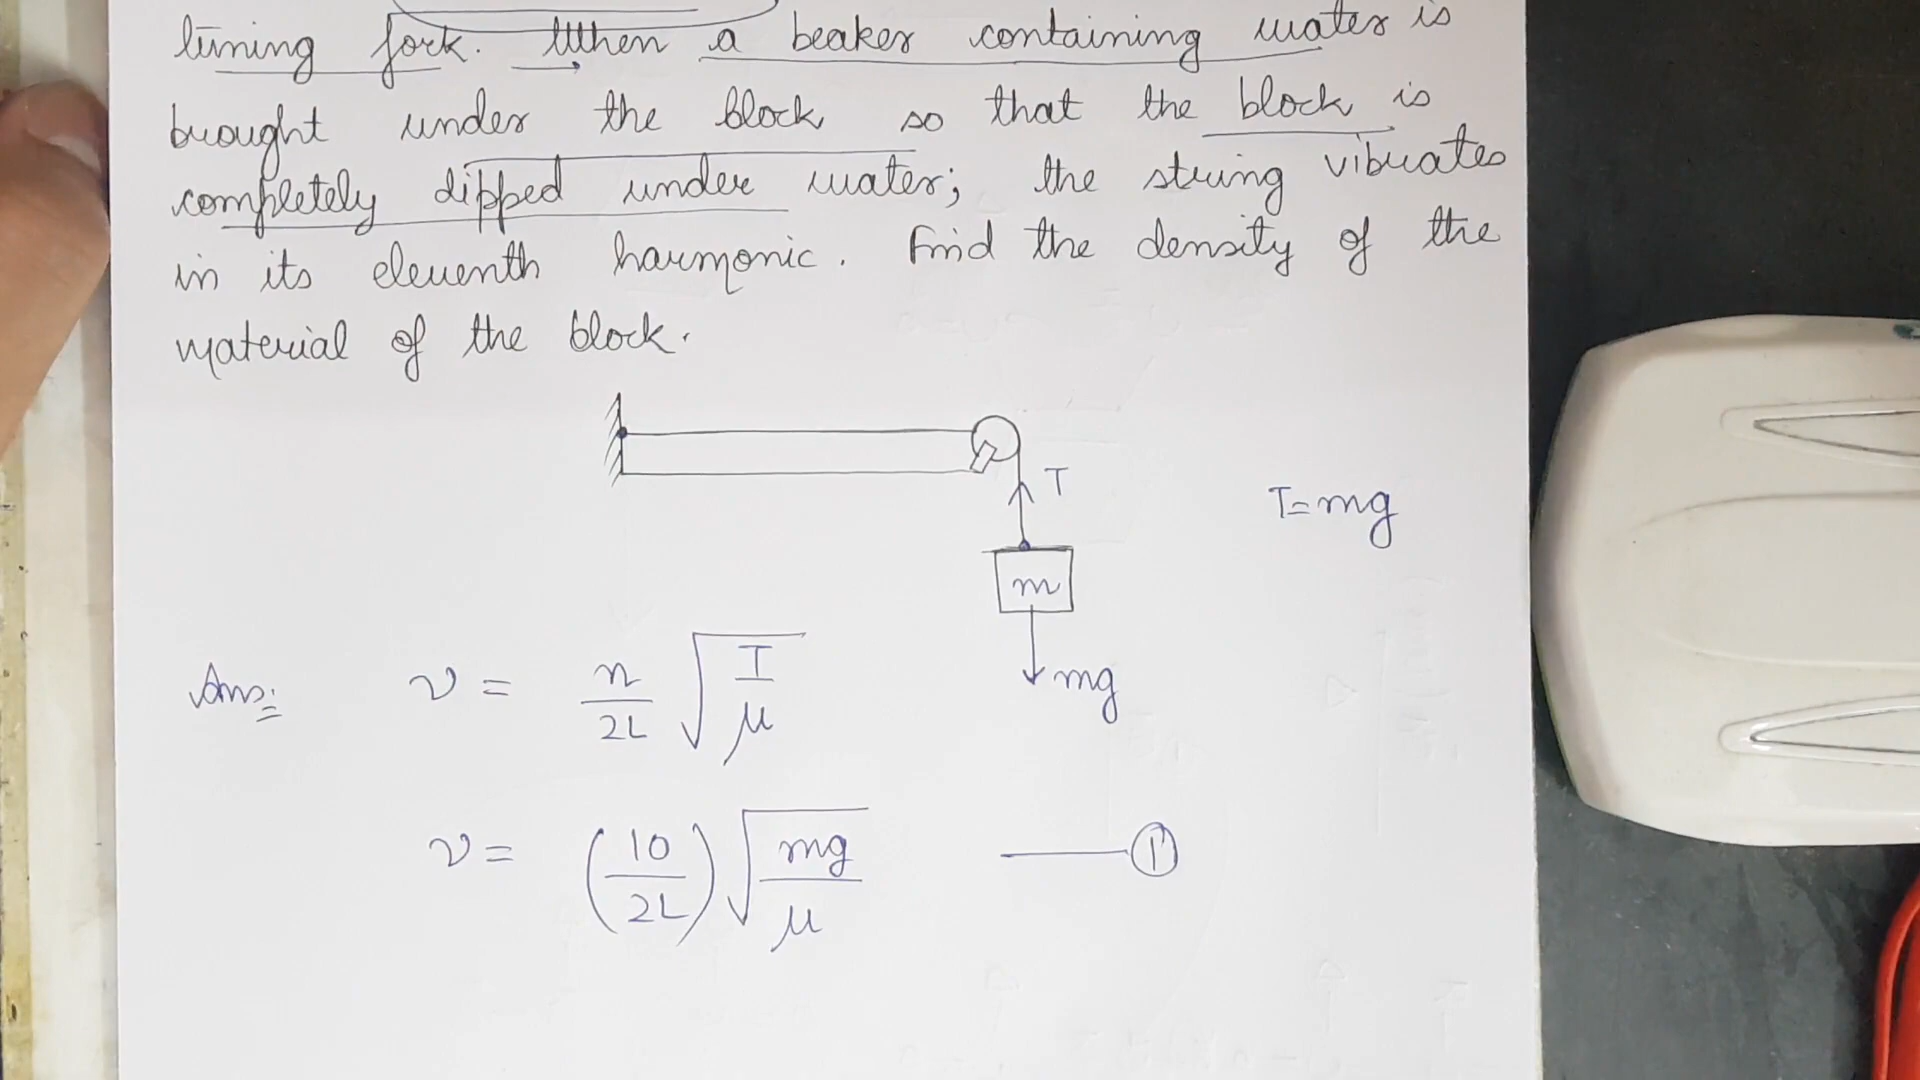 tuning fork. When a beaker containing water is
brought under the block so that the block is
completely dipped under water; the string vibrates
in its eleventh harmonic. Find the density of the
material of the block.
T
T=mg
m
mg
Ans: ν = n/2L √T/μ
ν = (10/2L) √mg/μ ——①